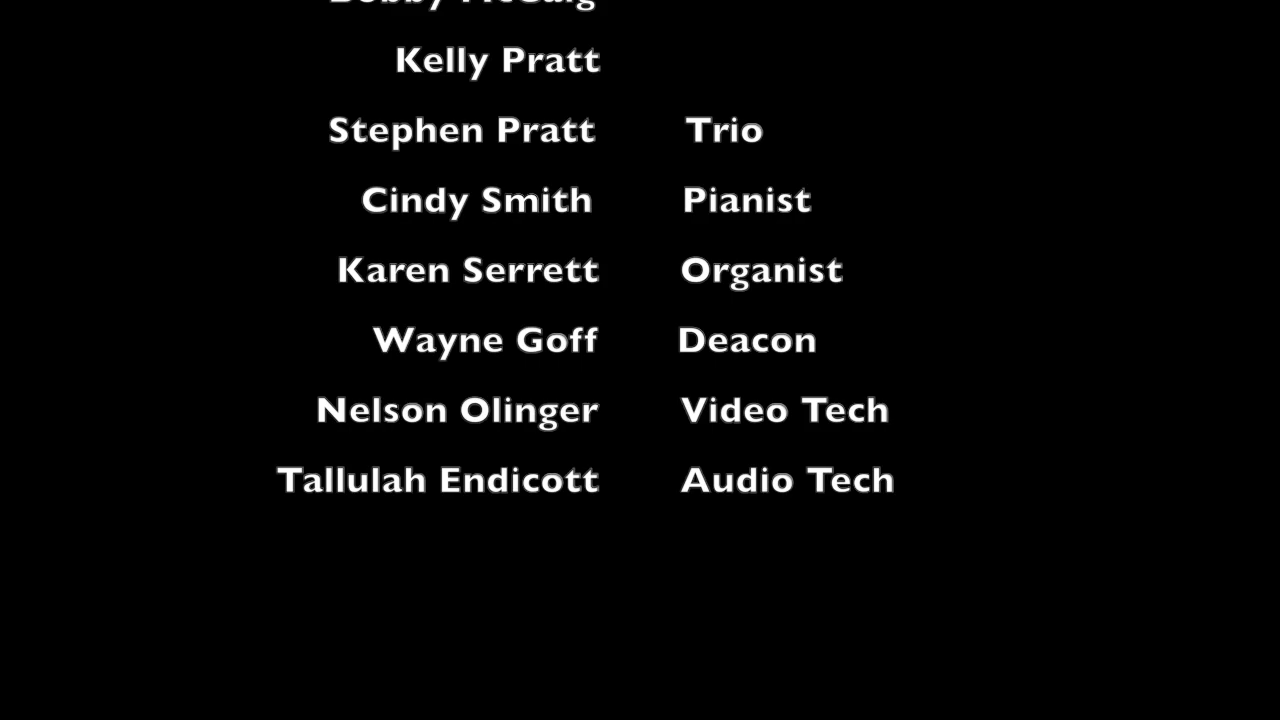 Kelly Pratt
Stephen Pratt Trio
Cindy Smith Pianist
Karen Serrett Organist
Wayne Goff Deacon
Nelson Olinger Video Tech
Tallulah Endicott Audio Tech